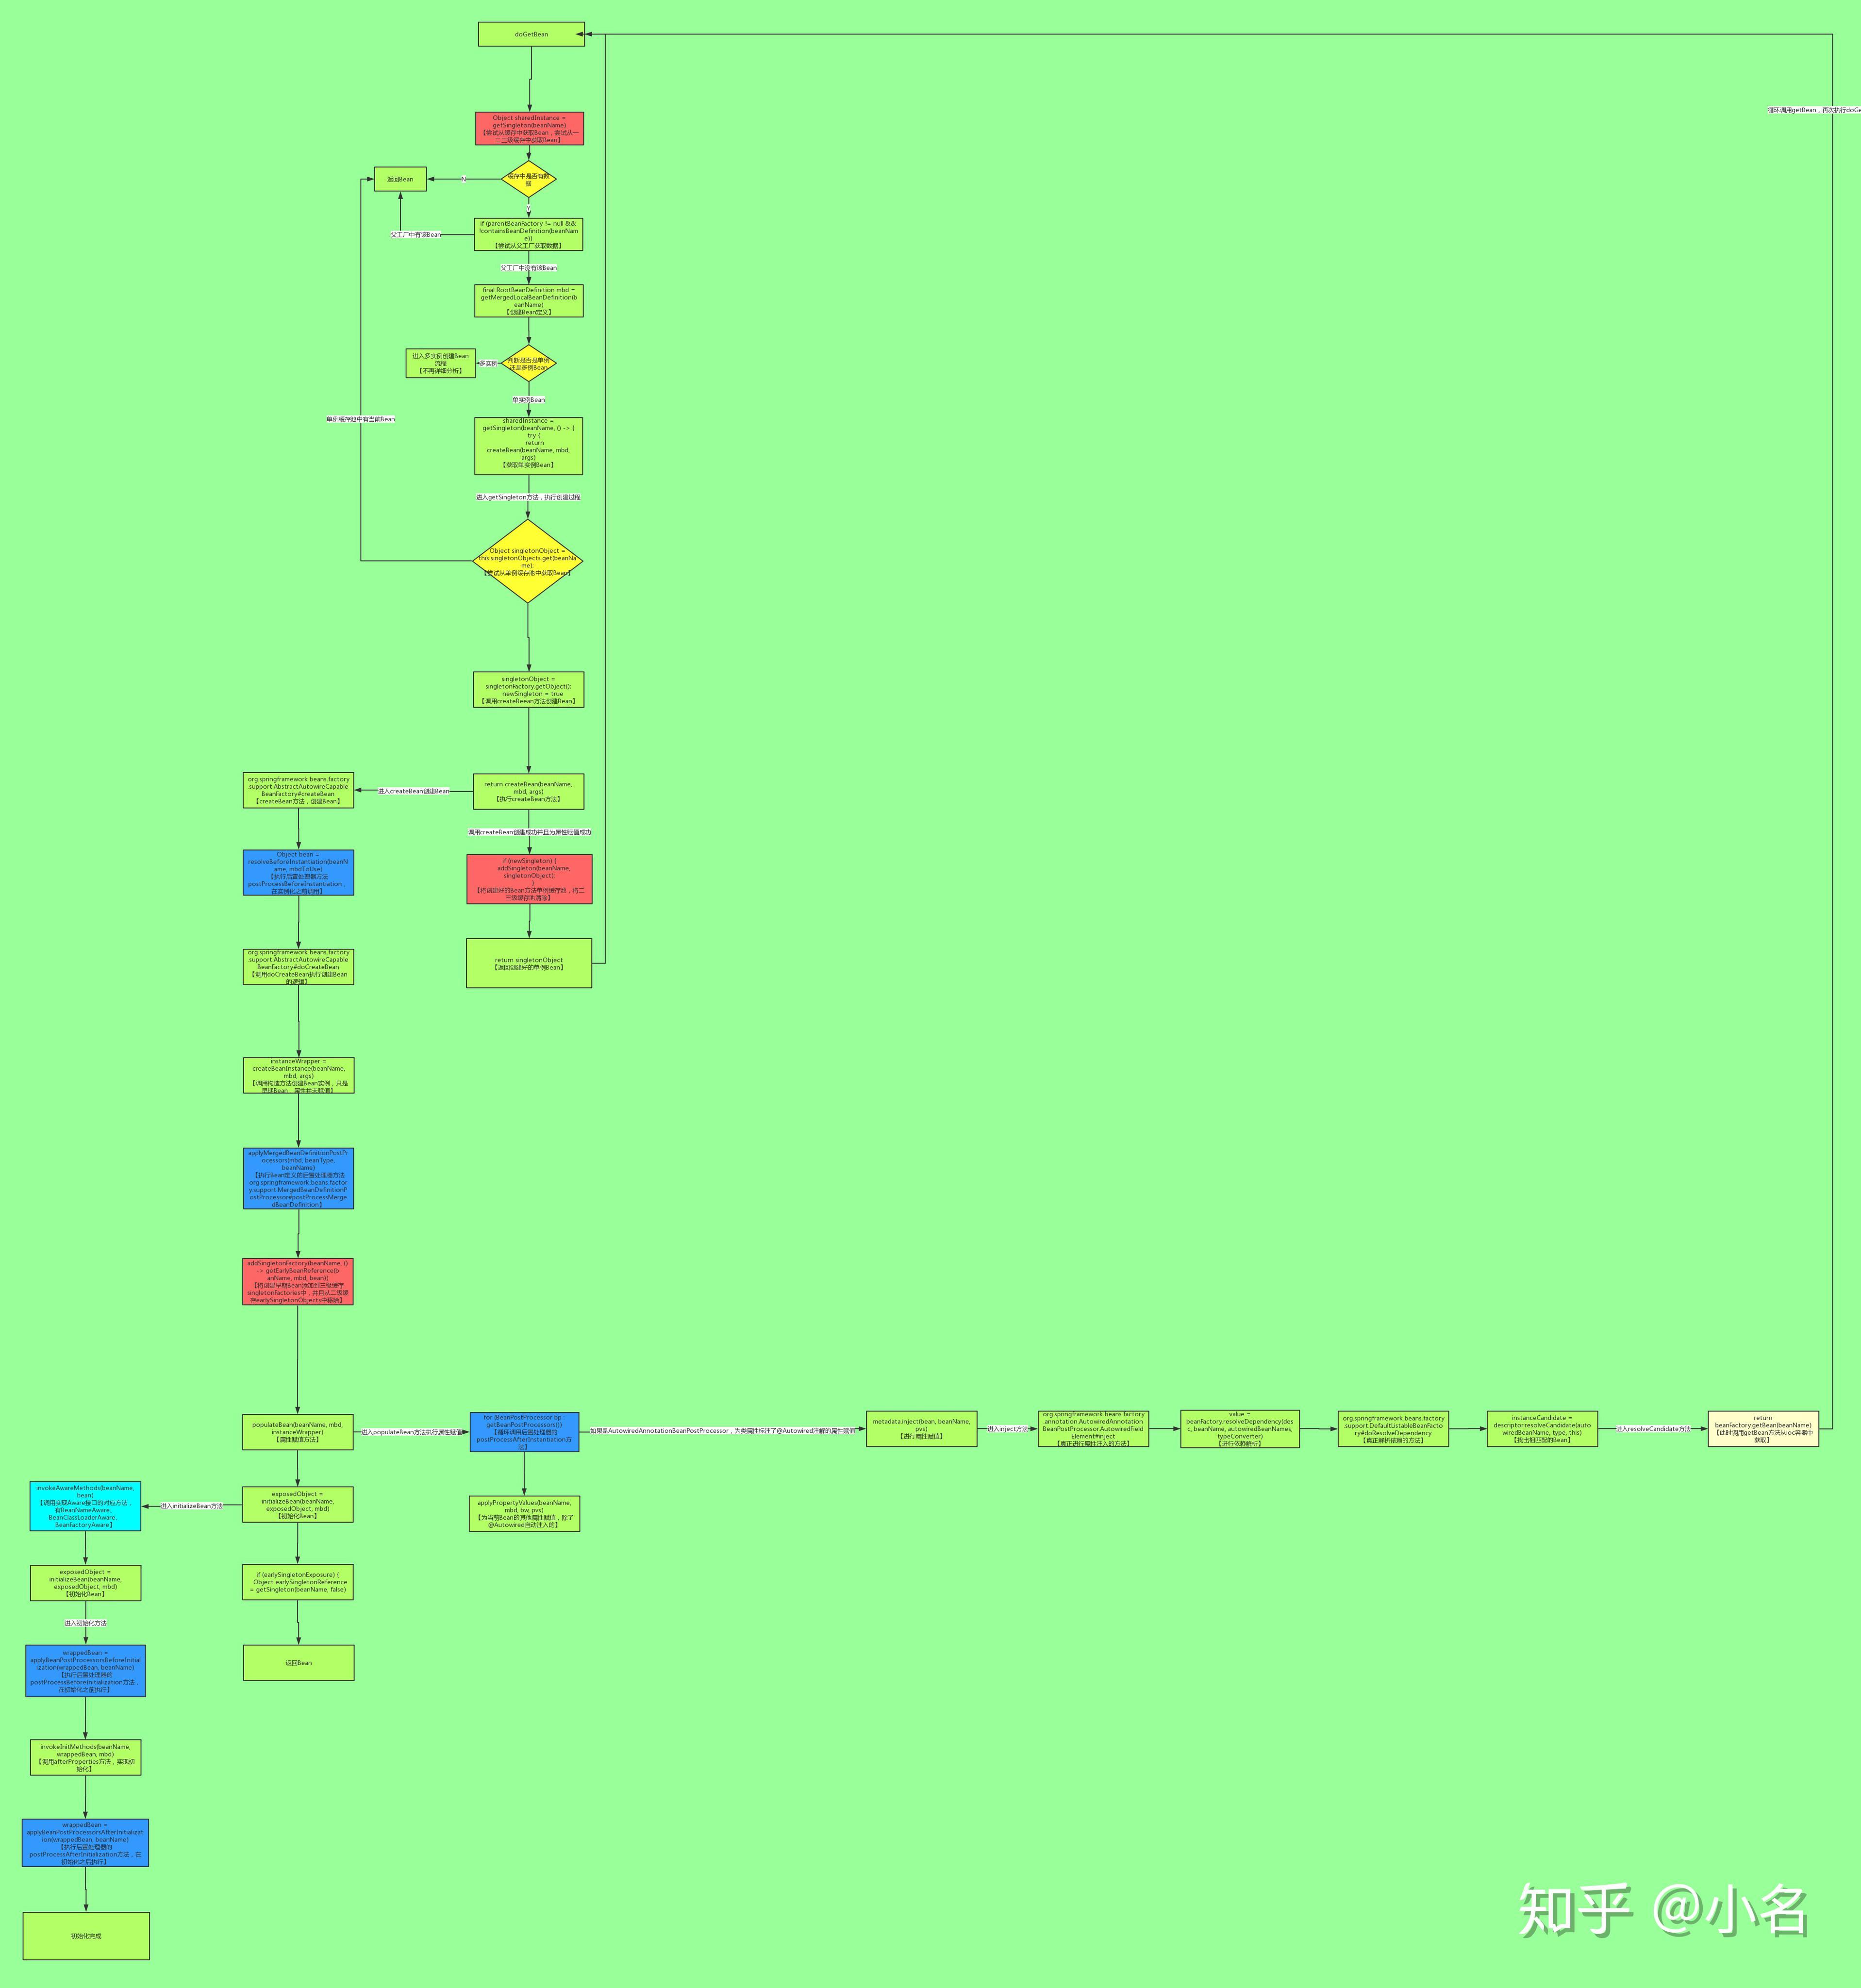 doGetBean
循环调用getBean，再次执行doGe
Object sharedInstance =
getSingleton(beanName)
【尝试从缓存中获取Bean，尝试从一
二三级缓存中获取Bean】
缓存中是否有数
据
N
返回Bean
Y
if (parentBeanFactory != null &&
!containsBeanDefinition(beanNam
e))
【尝试从父工厂获取数据】
父工厂中有该Bean
父工厂中没有该Bean
final RootBeanDefinition mbd =
getMergedLocalBeanDefinition(b
eanName)
【创建Bean定义】
判断是否是单例
还是多例Bean
多实例
进入多实例创建Bean
流程
【不再详细分析】
单实例Bean
sharedInstance =
getSingleton(beanName, () -> {
try {
return
createBean(beanName, mbd,
args)
【获取单实例Bean】
单例缓存池中有当前Bean
进入getSingleton方法，执行创建过程
Object singletonObject =
this.singletonObjects.get(beanNa
me);
【尝试从单例缓存池中获取Bean】
singletonObject =
singletonFactory.getObject();
newSingleton = true
【调用createBeean方法创建Bean】
return createBean(beanName,
mbd, args)
【执行createBean方法】
进入createBean创建Bean
org.springframework.beans.factory
.support.AbstractAutowireCapable
BeanFactory#createBean
【createBean方法，创建Bean】
调用createBean创建成功并且为属性赋值成功
if (newSingleton) {
addSingleton(beanName,
singletonObject);
}
【将创建好的Bean方法单例缓存池，将二
三级缓存池清除】
return singletonObject
【返回创建好的单例Bean】
Object bean =
resolveBeforeInstantiation(beanN
ame, mbdToUse)
【执行后置处理器方法
postProcessBeforeInstantiation，
在实例化之前调用】
org.springframework.beans.factory
.support.AbstractAutowireCapable
BeanFactory#doCreateBean
【调用doCreateBean执行创建Bean
的逻辑】
instanceWrapper =
createBeanInstance(beanName,
mbd, args)
【调用构造方法创建Bean实例，只是
早期Bean，属性并未赋值】
applyMergedBeanDefinitionPostPr
ocessors(mbd, beanType,
beanName)
【执行Bean定义的后置处理器方法
org.springframework.beans.factor
y.support.MergedBeanDefinitionP
ostProcessor#postProcessMerge
dBeanDefinition】
addSingletonFactory(beanName, ()
-> getEarlyBeanReference(b
anName, mbd, bean))
【将创建早期Bean添加到三级缓存
singletonFactories中，并且从二级缓
存earlySingletonObjects中移除】
populateBean(beanName, mbd,
instanceWrapper)
【属性赋值方法】
进入populateBean方法执行属性赋值
for (BeanPostProcessor bp :
getBeanPostProcessors())
【循环调用后置处理器的
postProcessAfterInstantiation方
法】
如果是AutowiredAnnotationBeanPostProcessor，为类属性标注了@Autowired注解的属性赋值
metadata.inject(bean, beanName,
pvs)
【进行属性赋值】
进入inject方法
org.springframework.beans.factory
.annotation.AutowiredAnnotation
BeanPostProcessor.AutowiredField
Element#inject
【真正进行属性注入的方法】
value =
beanFactory.resolveDependency(des
c, beanName, autowiredBeanNames,
typeConverter)
【进行依赖解析】
org.springframework.beans.factory
.support.DefaultListableBeanFacto
ry#doResolveDependency
【真正解析依赖的方法】
instanceCandidate =
descriptor.resolveCandidate(auto
wiredBeanName, type, this)
【找出相匹配的Bean】
进入resolveCandidate方法
return
beanFactory.getBean(beanName)
【此时调用getBean方法从ioc容器中
获取】
applyPropertyValues(beanName,
mbd, bw, pvs)
【为当前Bean的其他属性赋值，除了
@Autowired自动注入的】
exposedObject =
initializeBean(beanName,
exposedObject, mbd)
【初始化Bean】
进入initializeBean方法
invokeAwareMethods(beanName,
bean)
【调用实现Aware接口的对应方法，
有BeanNameAware、
BeanClassLoaderAware、
BeanFactoryAware】
if (earlySingletonExposure) {
Object earlySingletonReference
= getSingleton(beanName, false)
返回Bean
exposedObject =
initializeBean(beanName,
exposedObject, mbd)
【初始化Bean】
进入初始化方法
wrappedBean =
applyBeanPostProcessorsBeforeInitial
ization(wrappedBean, beanName)
【执行后置处理器的
postProcessBeforeInitialization方法，
在初始化之前执行】
invokeInitMethods(beanName,
wrappedBean, mbd)
【调用afterProperties方法，实现初
始化】
wrappedBean =
applyBeanPostProcessorsAfterInitializat
ion(wrappedBean, beanName)
【执行后置处理器的
postProcessAfterInitialization方法，在
初始化之后执行】
初始化完成
知乎 @小名